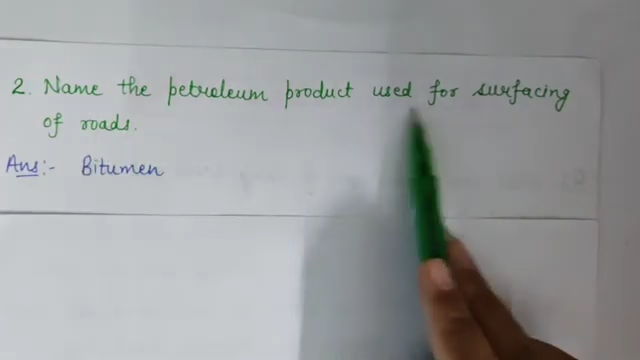 2. Name the petroleum product used for surfacing
of roads.
Ans:- Bitumen